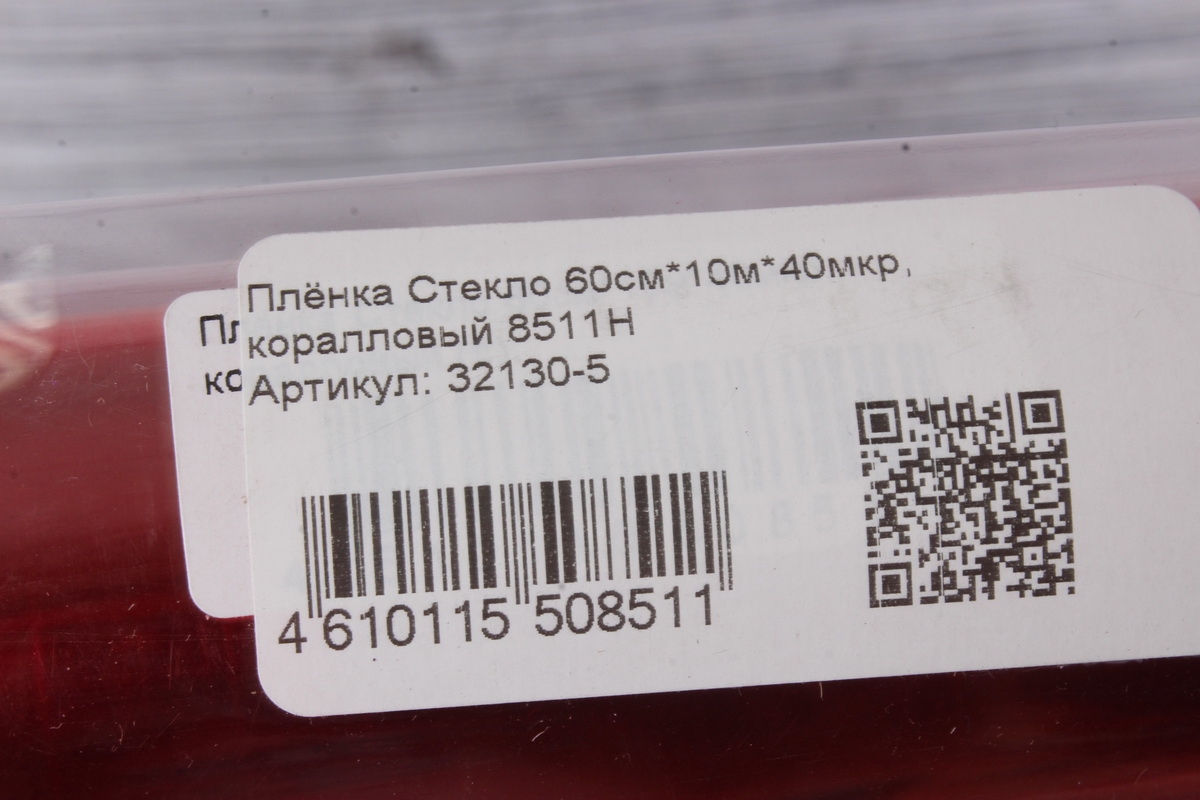 Плёнка Стекло 60см*10м*40мкр,
коралловый 8511Н
Артикул: 32130-5
4 610115 508511